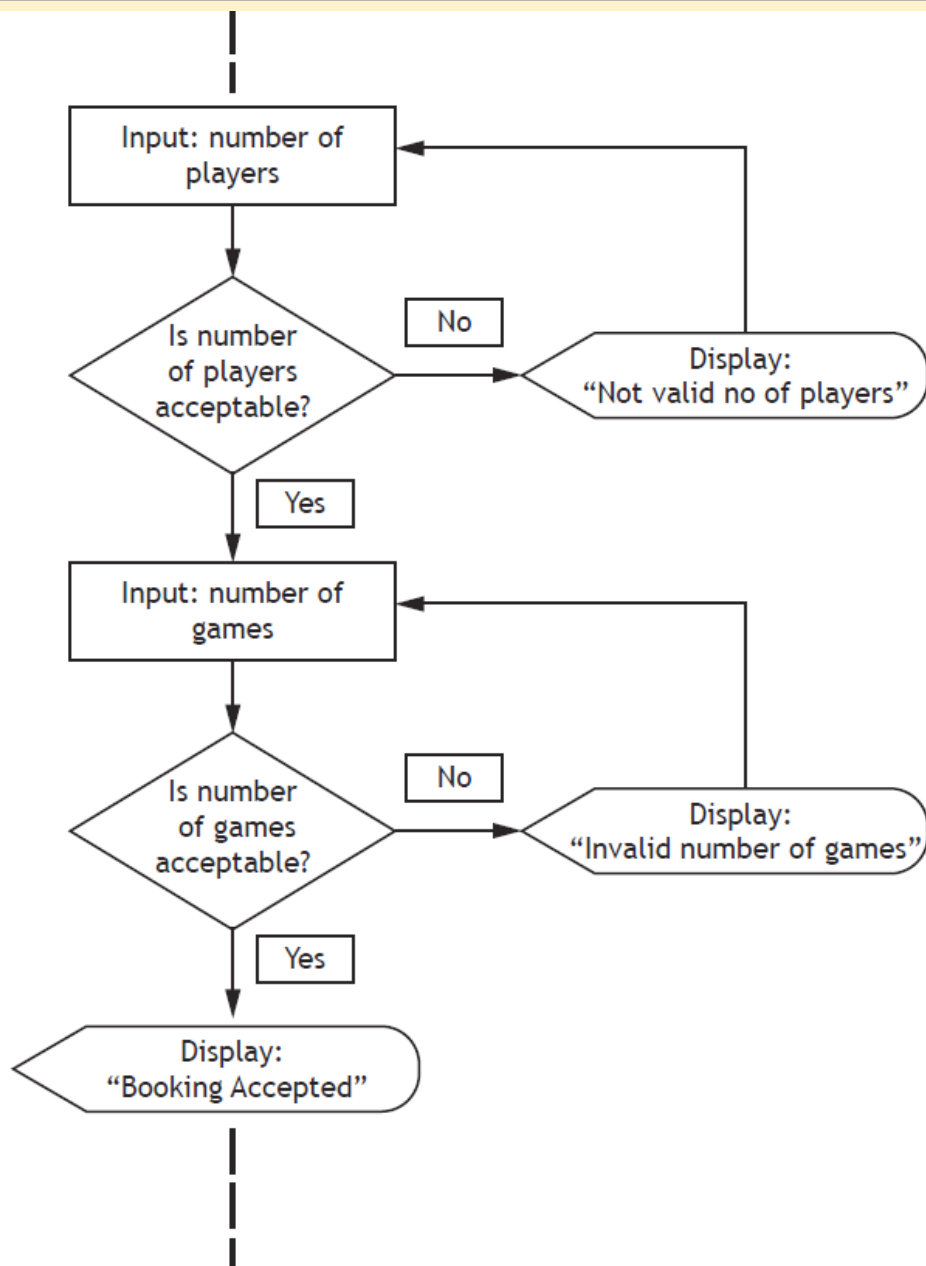 Input: number of
players
Is number
of players
acceptable?
No
Display:
“Not valid no of players”
Yes
Input: number of
games
Is number
of games
acceptable?
No
Display:
“Invalid number of games”
Yes
Display:
“Booking Accepted”